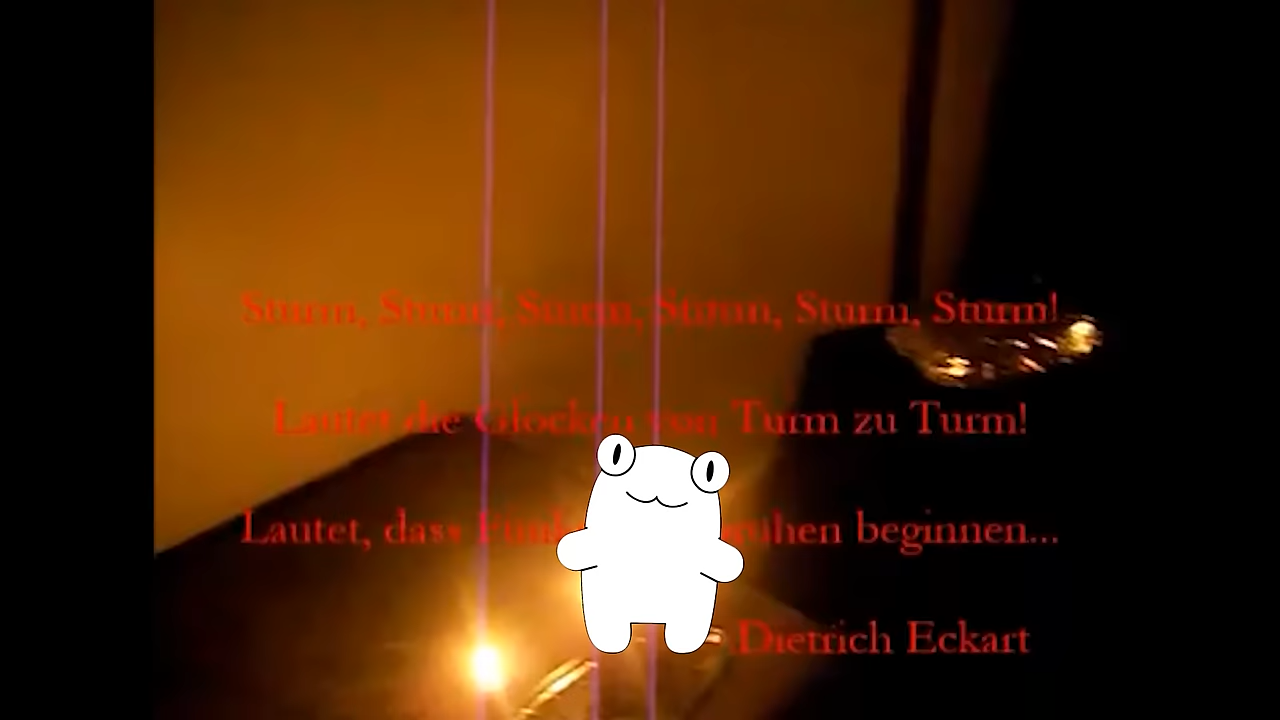 Sturm, Sturm, Sturm, Sturm, Sturm, Sturm!
Lautet die Glocken von Turm zu Turm!
Lautet, dass beginnen...
Dietrich Eckart